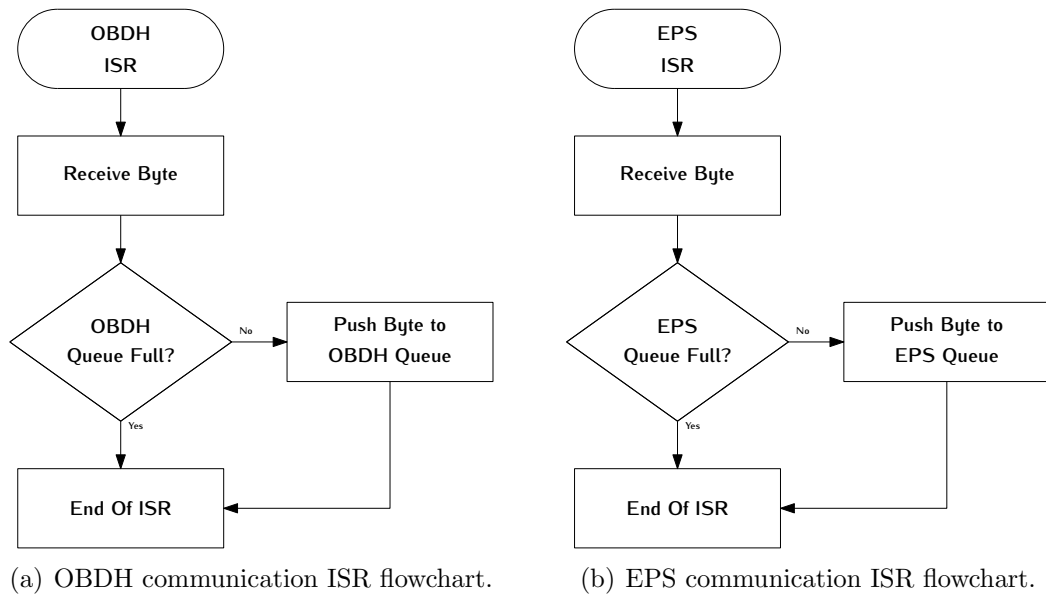 OBDH
ISR
Receive Byte
OBDH
Queue Full?
No
Push Byte to
OBDH Queue
Yes
End Of ISR
(a) OBDH communication ISR flowchart.
EPS
ISR
Receive Byte
EPS
Queue Full?
No
Push Byte to
EPS Queue
Yes
End Of ISR
(b) EPS communication ISR flowchart.